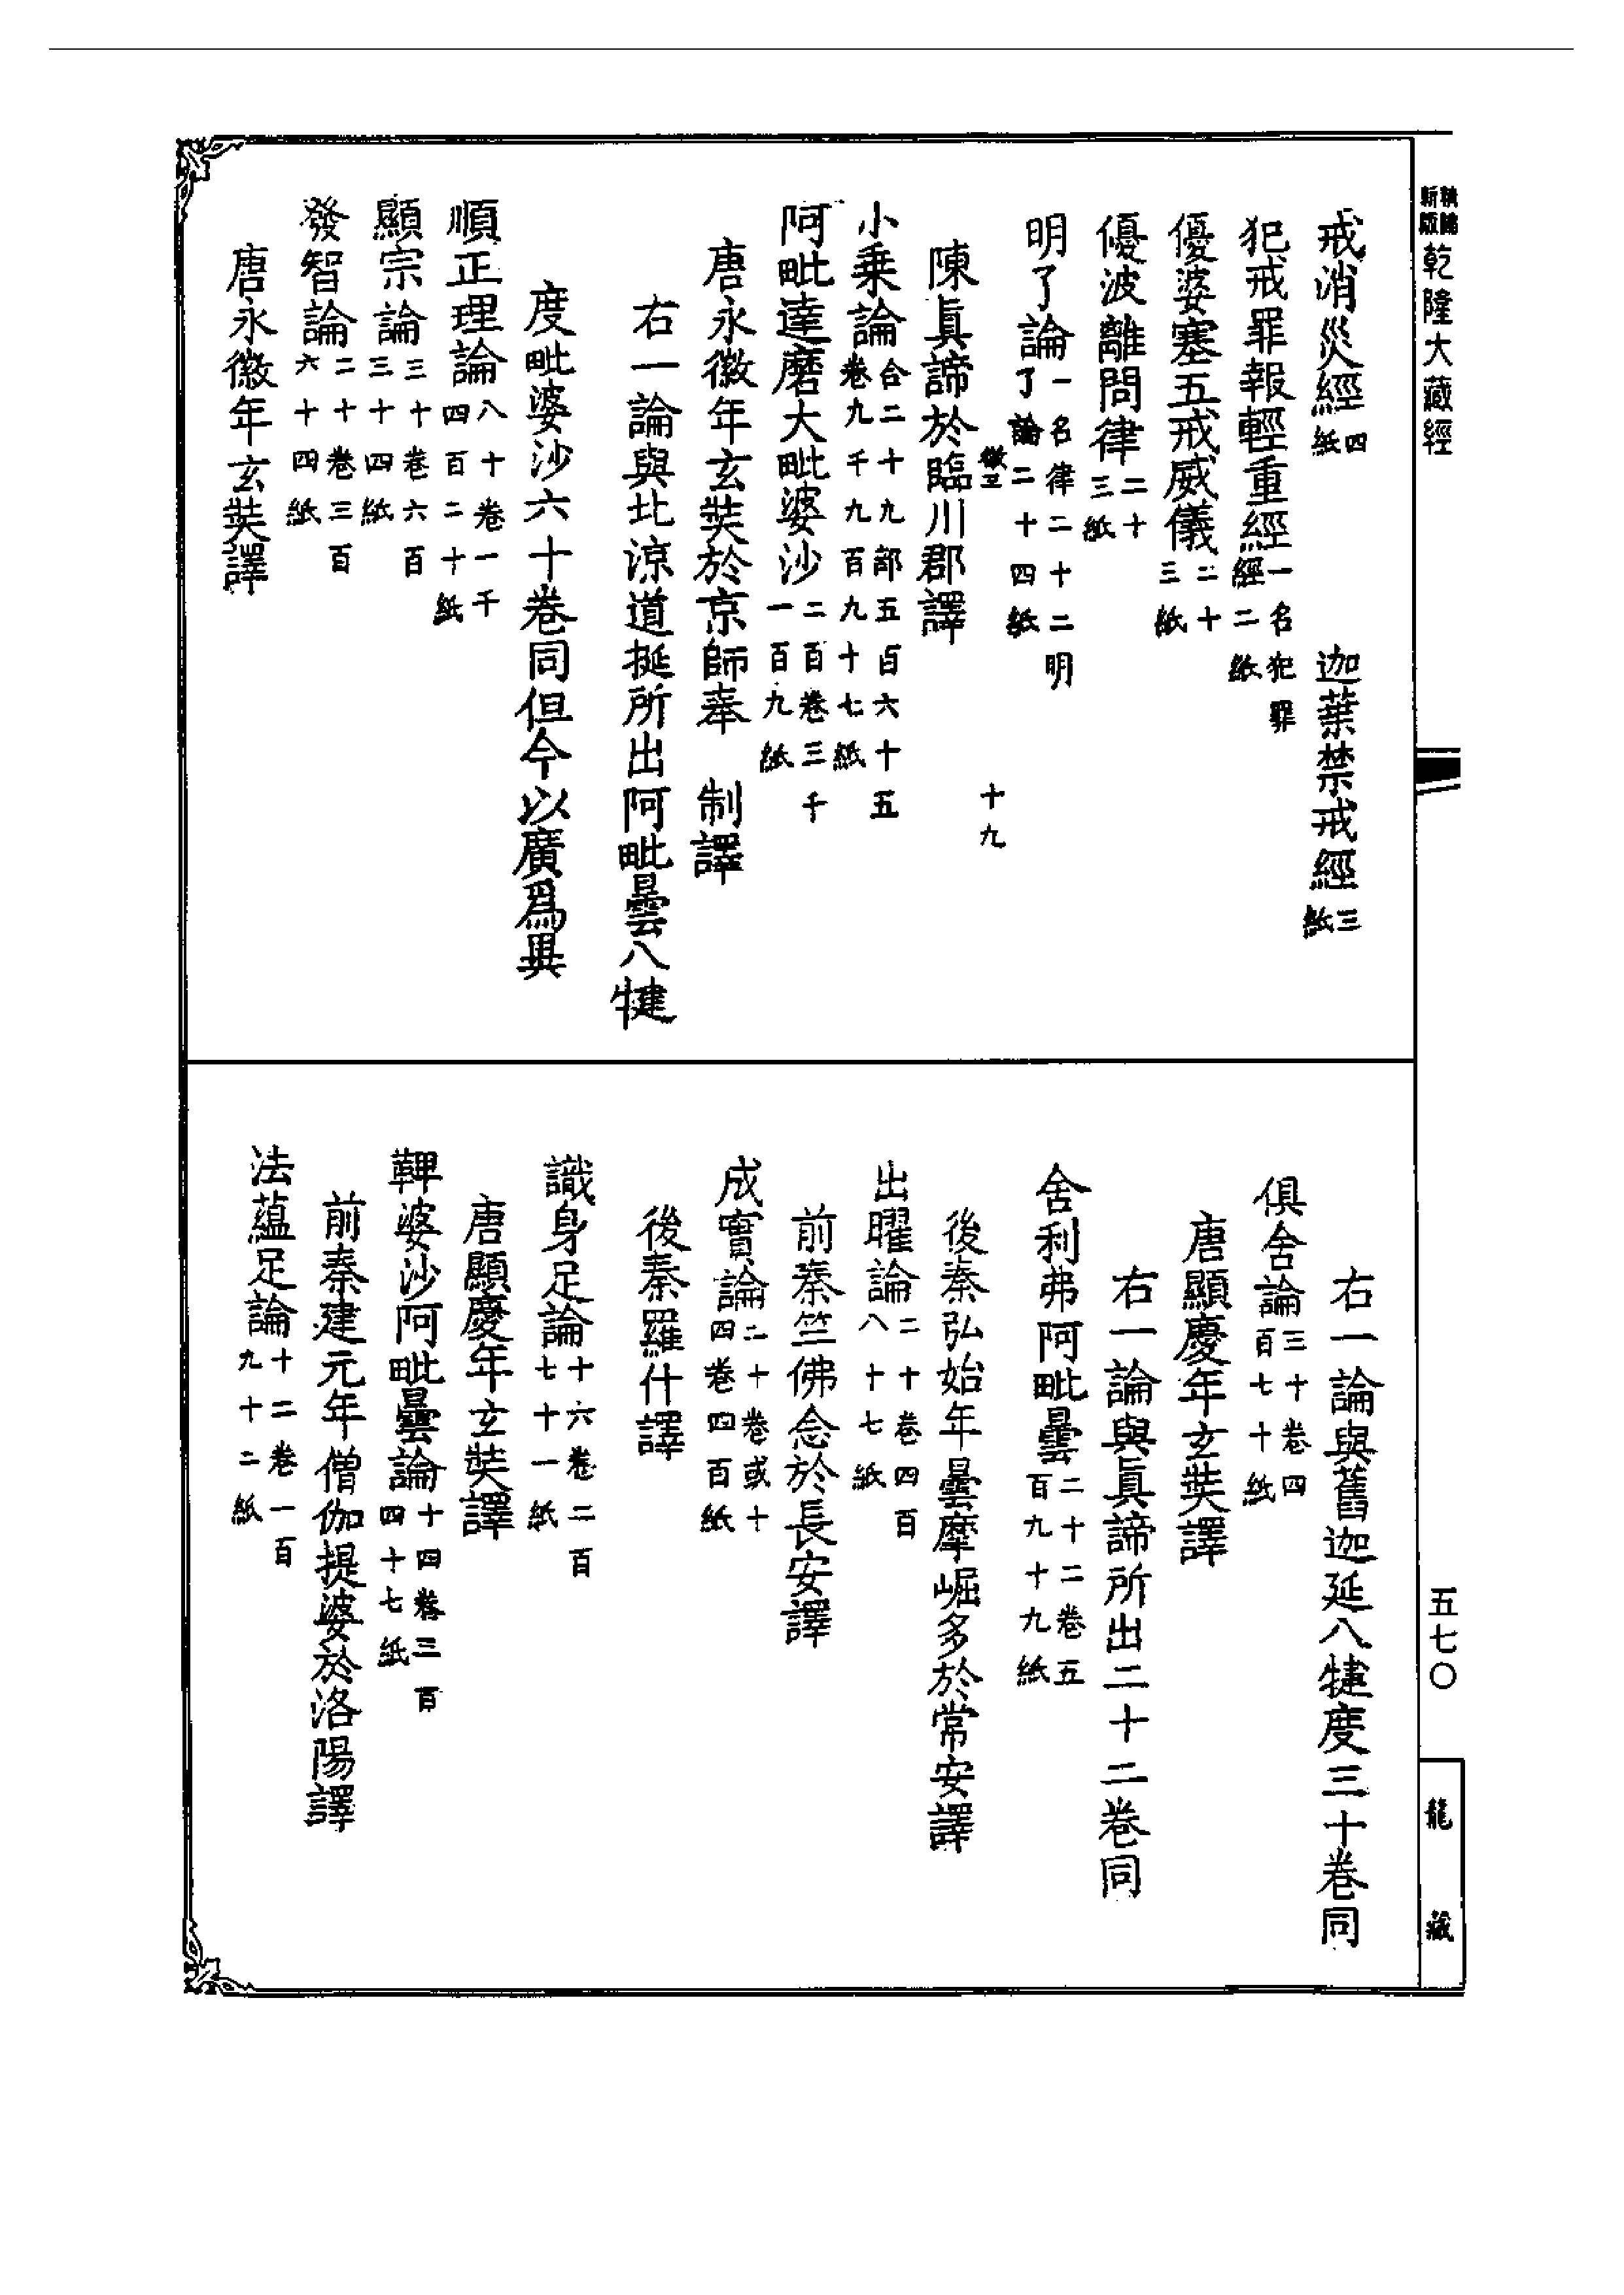 新版乾隆大藏經
戒消災經四紙　迦葉禁戒經三紙
犯戒罪報輕重經一名犯罪經二紙
優婆塞五戒威儀二十三紙
優波離問律二十三紙
明了論一名律二十二明了論二十四紙
十九
陳眞諦於臨川郡譯
小乗論合二十九部五百六十五卷九千九百九十七紙
阿毗達磨大毗婆沙二百卷三千一百九紙
唐永徽年玄奘於京師奉　制譯
右一論與北涼道挻所出阿毗曇八犍
度毗婆沙六十卷同但今以廣爲異
順正理論八十卷一千四百二十紙
顯宗論三十卷六百三十四紙
發智論二十卷三百六十四紙
唐永徽年玄奘譯
右一論與舊迦延八犍度三十卷同
俱舍論三十卷四百七十紙
唐顯慶年玄奘譯
右一論與眞諦所出二十二卷同
舍利弗阿毗曇二十二卷五百九十九紙
後秦弘始年曇摩崛多於常安譯
出曜論二十卷四百八十七紙
前秦竺佛念於長安譯
成實論二十卷或十四卷四百紙
後秦羅什譯
識身足論十六卷二百七十一紙
唐顯慶年玄奘譯
鞞婆沙阿毗曇論十四卷三百四十七紙
前秦建元年僧伽提婆於洛陽譯
法蘊足論十二卷一百九十二紙
五七〇
龍藏